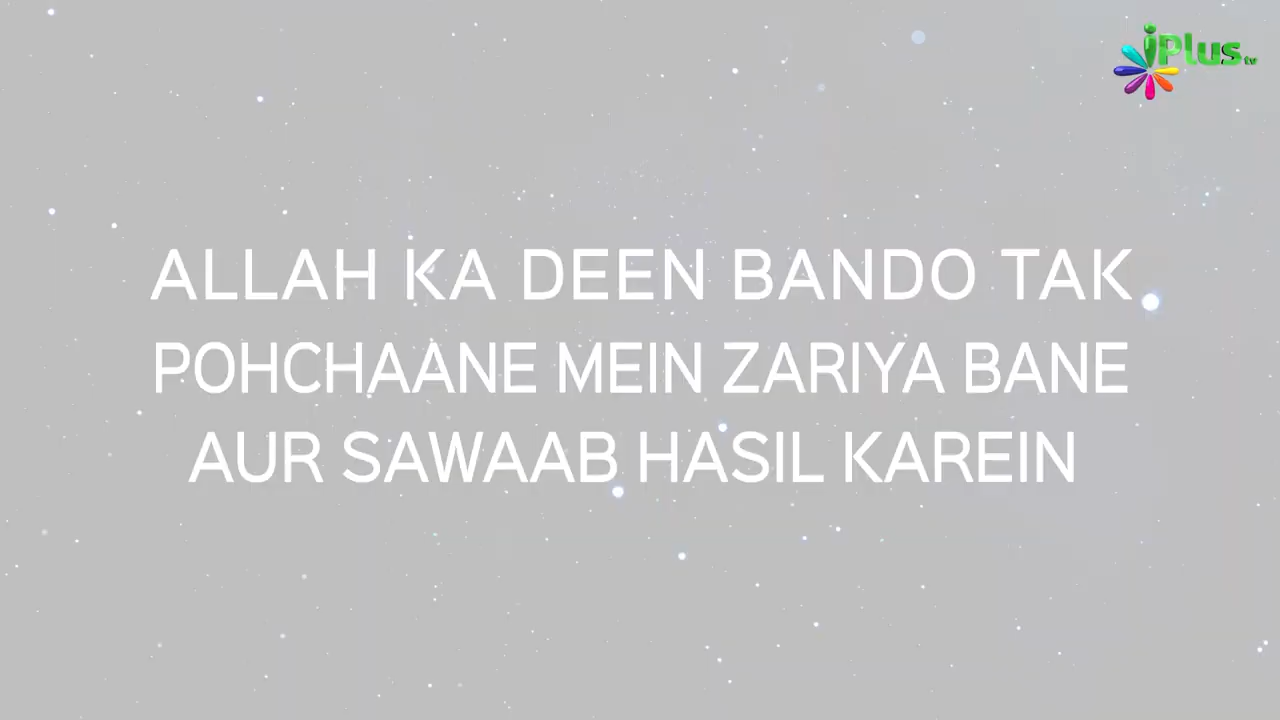 iPlus tv
ALLAH KA DEEN BANDO TAK
POHCHAANE MEIN ZARIYA BANE
AUR SAWAAB HASIL KAREIN